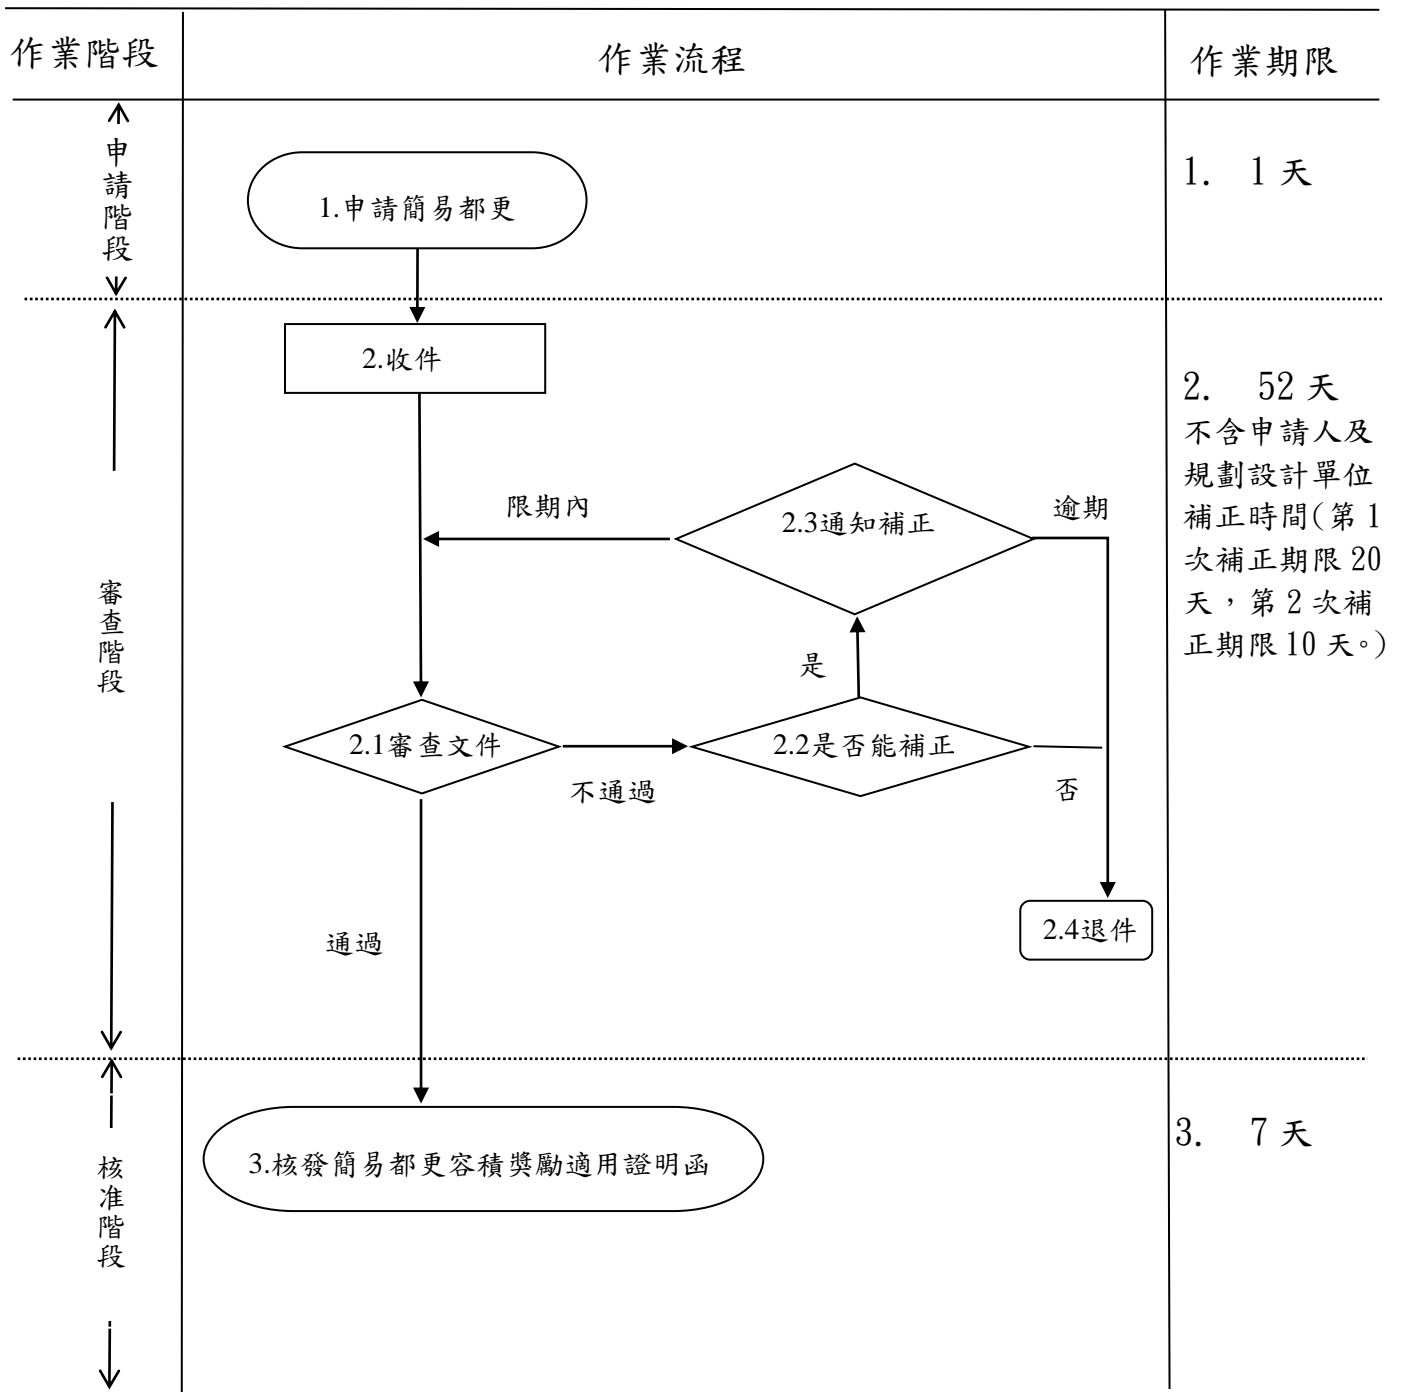 作業階段
作業流程
作業期限
申請階段
1.申請簡易都更
1. 1天
2.收件
2. 52天
不含申請人及
規劃設計單位
補正時間(第1
次補正期限20
天，第2次補
正期限10天。)
限期內
2.3通知補正
逾期
審查階段
是
2.1審查文件
不通過
2.2是否能補正
否
通過
2.4退件
核准階段
3.核發簡易都更容積獎勵適用證明函
3. 7天